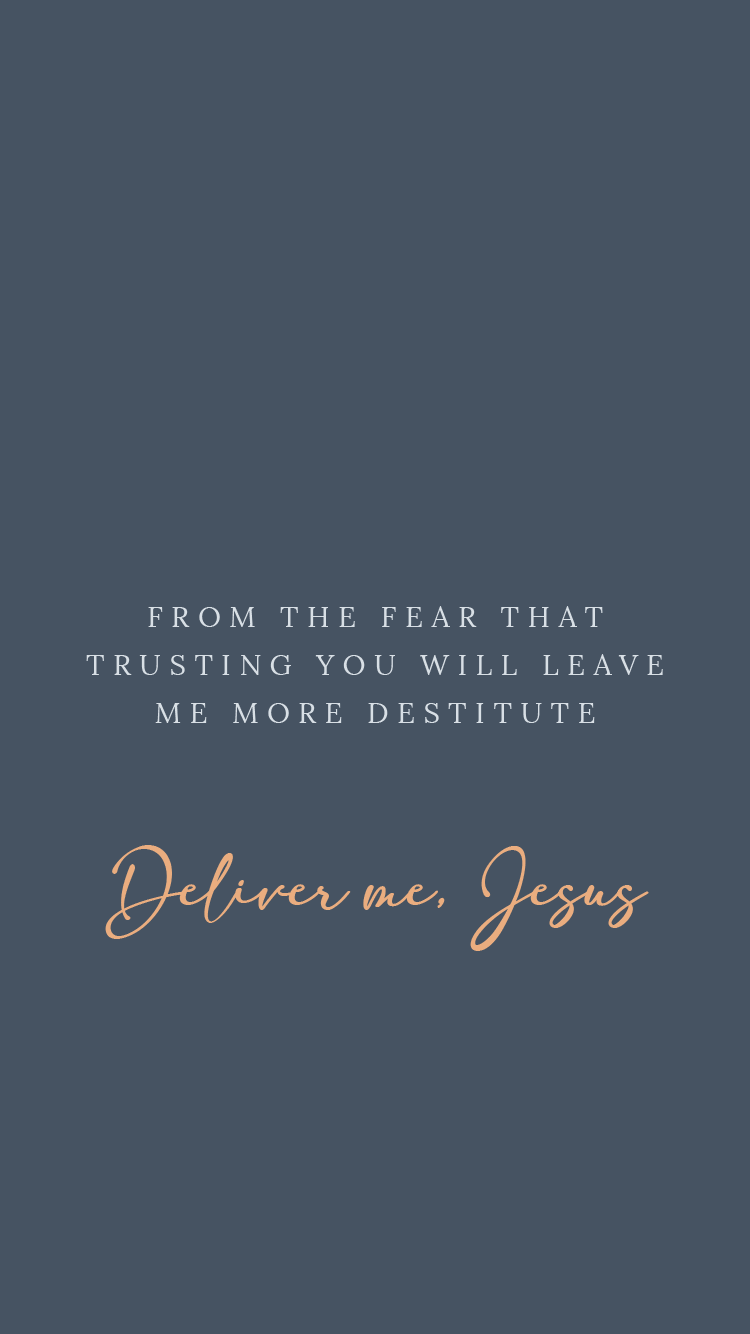 FROM THE FEAR THAT
TRUSTING YOU WILL LEAVE
ME MORE DESTITUTE
Deliver me, Jesus